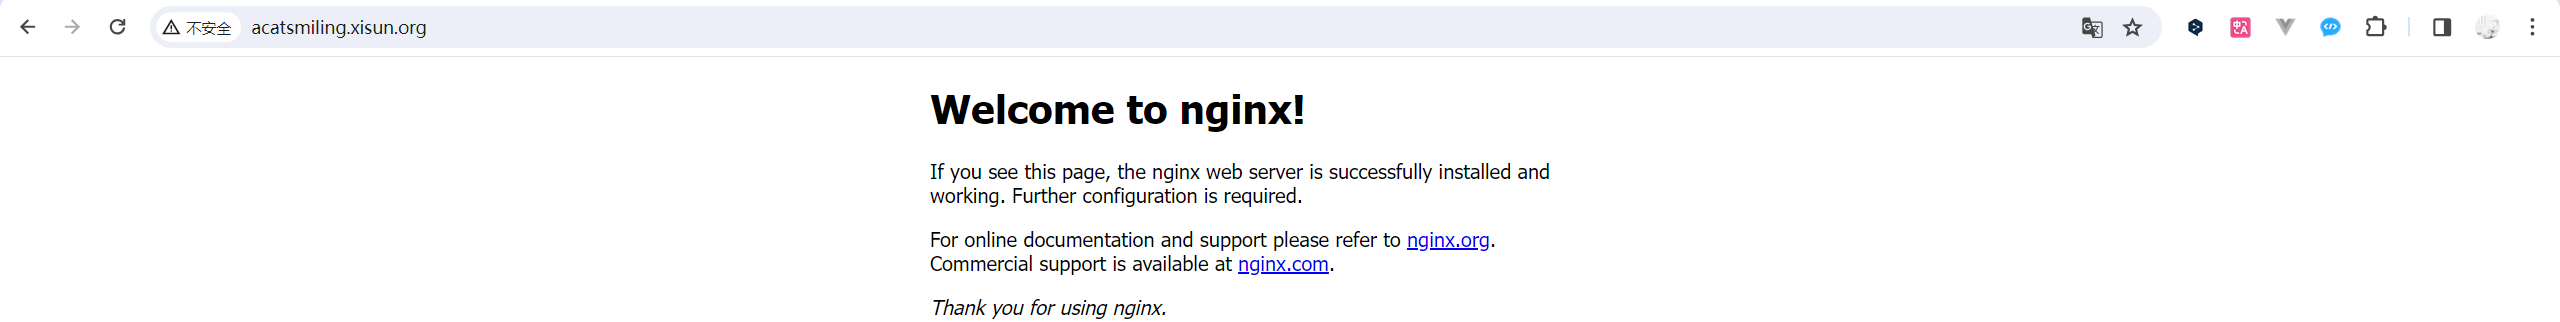 不安全 acatsmiling.xisun.org
Welcome to nginx!
If you see this page, the nginx web server is successfully installed and
working. Further configuration is required.
For online documentation and support please refer to nginx.org.
Commercial support is available at nginx.com.
Thank you for using nginx.